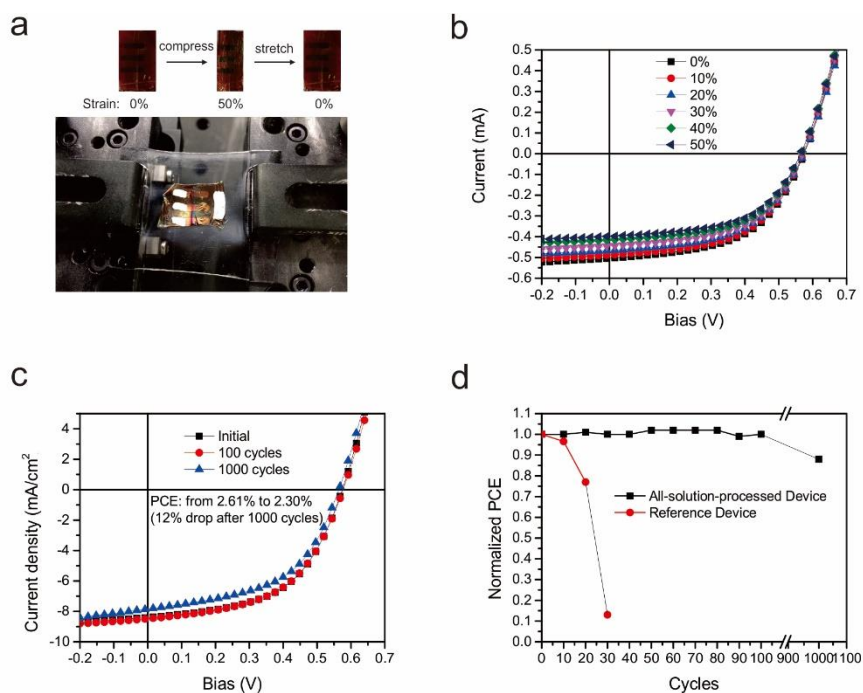 a
compress
stretch
Strain: 0% 50% 0%
b
0.5
0.4
0.3
0.2
0.1
0.0
-0.1
-0.2
-0.3
-0.4
-0.5
-0.6
Current (mA)
0%
10%
20%
30%
40%
50%
-0.2 -0.1 0.0 0.1 0.2 0.3 0.4 0.5 0.6 0.7
Bias (V)
c
4
2
0
-2
-4
-6
-8
-10
Current density (mA/cm²)
Initial
100 cycles
1000 cycles
PCE: from 2.61% to 2.30%
(12% drop after 1000 cycles)
-0.2 -0.1 0.0 0.1 0.2 0.3 0.4 0.5 0.6 0.7
Bias (V)
d
1.1
1.0
0.9
0.8
0.7
0.6
0.5
0.4
0.3
0.2
0.1
0.0
Normalized PCE
All-solution-processed Device
Reference Device
0 10 20 30 40 50 60 70 80 90 100 900 1000 1100
Cycles